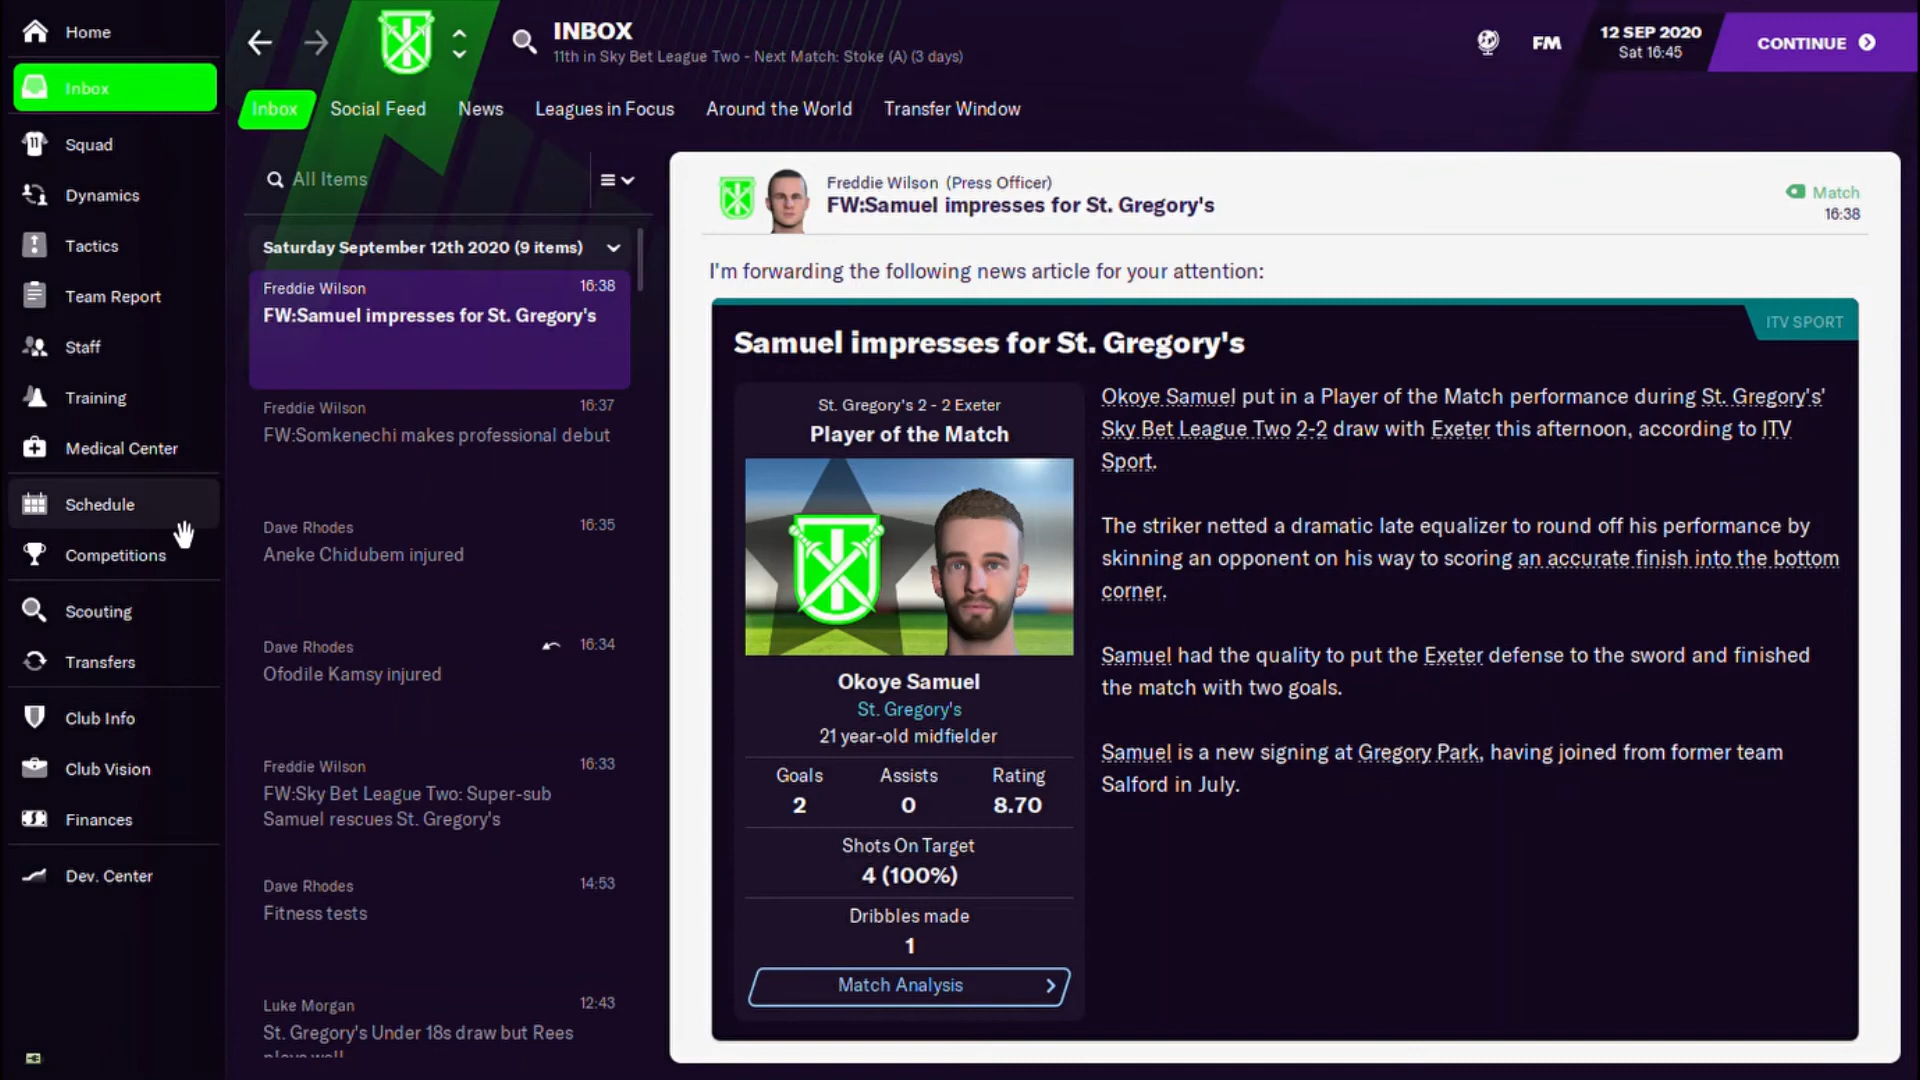 Home
Inbox
Squad
Dynamics
Tactics
Team Report
Staff
Training
Medical Center
Schedule
Competitions
Scouting
Transfers
Club Info
Club Vision
Finances
Dev. Center
INBOX
11th in Sky Bet League Two - Next Match: Stoke (A) (3 days)
FM
12 SEP 2020
Sat 16:45
CONTINUE
Inbox
Social Feed
News
Leagues in Focus
Around the World
Transfer Window
All Items
Saturday September 12th 2020 (9 items)
Freddie Wilson 16:38
FW:Samuel impresses for St. Gregory's
Freddie Wilson 16:37
FW:Somkenechi makes professional debut
Dave Rhodes 16:35
Aneke Chidubem injured
Dave Rhodes 16:34
Ofodile Kamsy injured
Freddie Wilson 16:33
FW:Sky Bet League Two: Super-sub
Samuel rescues St. Gregory's
Dave Rhodes 14:53
Fitness tests
Luke Morgan 12:43
St. Gregory's Under 18s draw but Rees
plays well
Freddie Wilson (Press Officer)
FW:Samuel impresses for St. Gregory's
Match
16:38
I'm forwarding the following news article for your attention:
ITV SPORT
Samuel impresses for St. Gregory's
St. Gregory's 2 - 2 Exeter
Player of the Match
Okoye Samuel
St. Gregory's
21 year-old midfielder
Goals Assists Rating
2 0 8.70
Shots On Target
4 (100%)
Dribbles made
1
Match Analysis
Okoye Samuel put in a Player of the Match performance during St. Gregory's'
Sky Bet League Two 2-2 draw with Exeter this afternoon, according to ITV
Sport.
The striker netted a dramatic late equalizer to round off his performance by
skinning an opponent on his way to scoring an accurate finish into the bottom
corner.
Samuel had the quality to put the Exeter defense to the sword and finished
the match with two goals.
Samuel is a new signing at Gregory Park, having joined from former team
Salford in July.